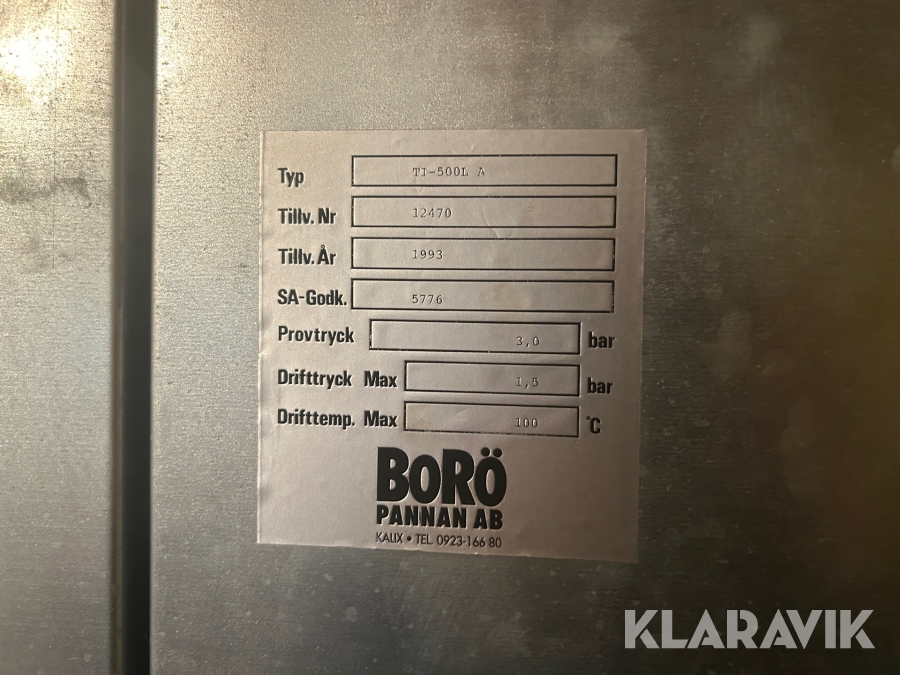 Typ TI-500L A
Tillv. Nr 12470
Tillv. År 1993
SA-Godk. 5776
Provtryck 3,0 bar
Drifttryck Max 1,5 bar
Drifttemp. Max 100 °C
BORÖ
PANNAN AB
KALIX • TEL. 0923-166 80
KLARAVIK